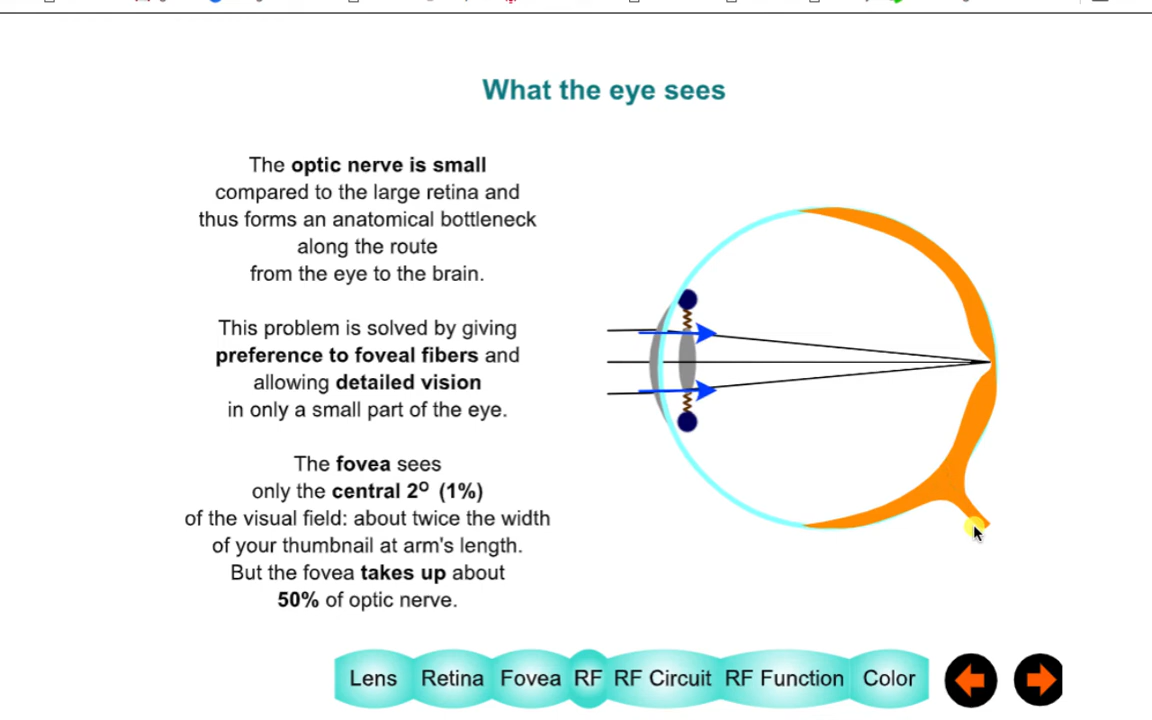 What the eye sees
The optic nerve is small
compared to the large retina and
thus forms an anatomical bottleneck
along the route
from the eye to the brain.
This problem is solved by giving
preference to foveal fibers and
allowing detailed vision
in only a small part of the eye.
The fovea sees
only the central 2º (1%)
of the visual field: about twice the width
of your thumbnail at arm's length.
But the fovea takes up about
50% of optic nerve.
Lens Retina Fovea RF RF Circuit RF Function Color